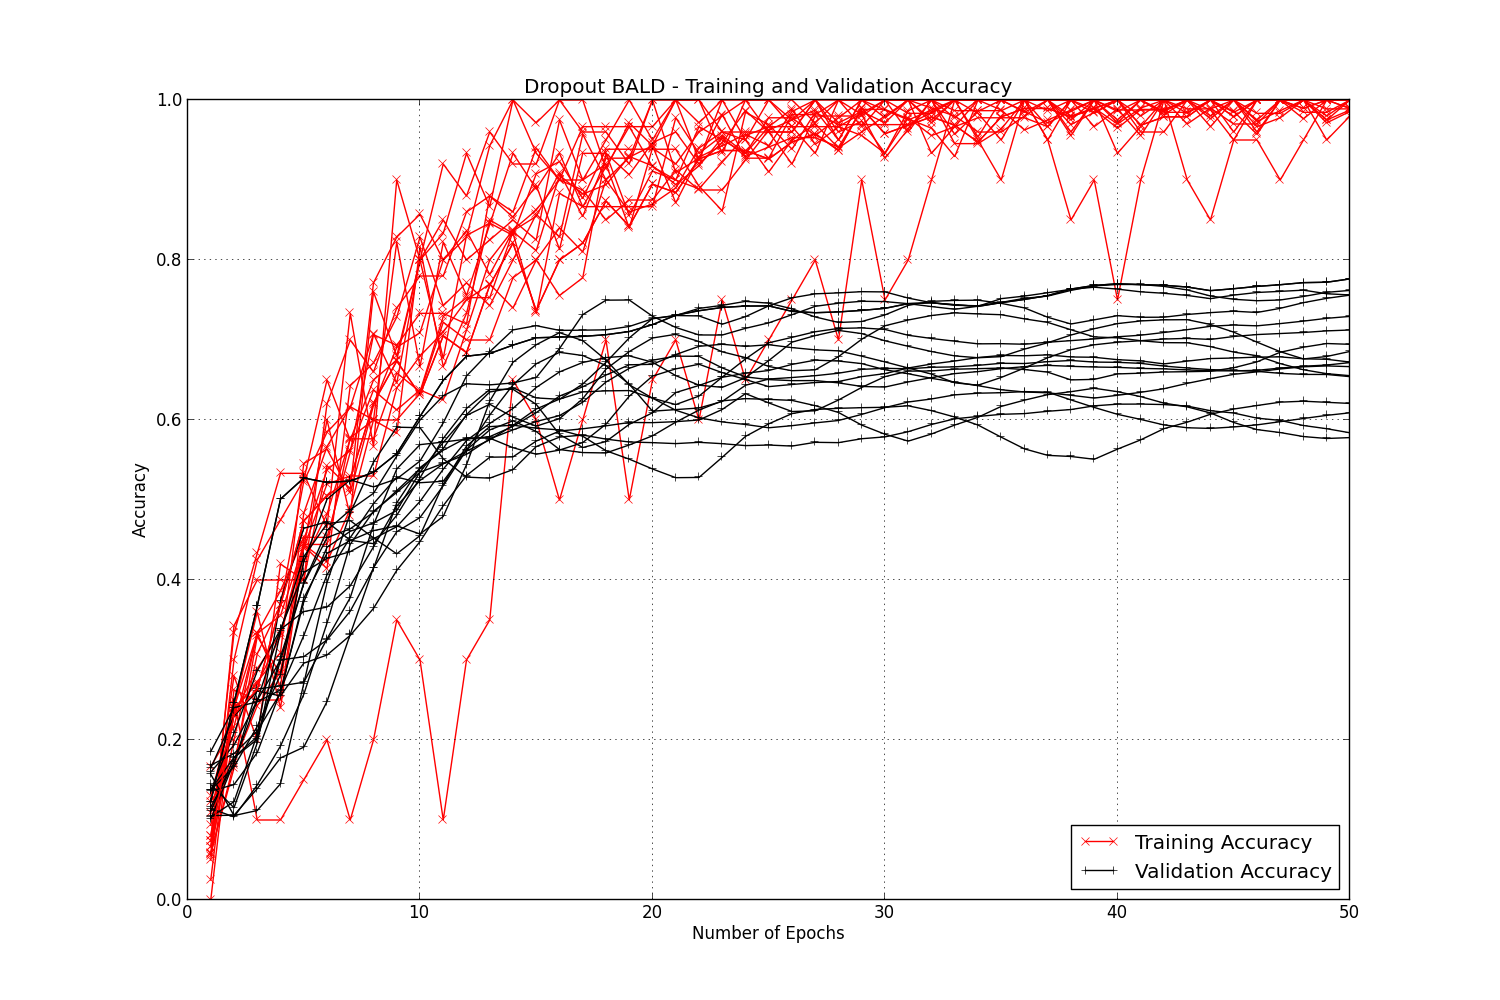 Dropout BALD - Training and Validation Accuracy
1.0
0.8
0.6
0.4
0.2
0.0
Accuracy
0 10 20 30 40 50
Number of Epochs
Training Accuracy
Validation Accuracy